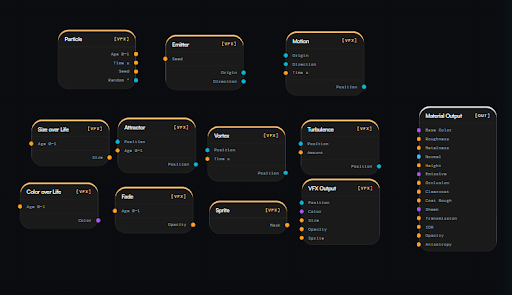 Particle [VFX]
Age 0-1
Time s
Seed
Random
Emitter [VFX]
Seed
Origin
Direction
Motion [VFX]
Origin
Direction
Time s
Position
Size over Life [VFX]
Age 0-1
Size
Attractor [VFX]
Position
Age 0-1
Position
Vortex [VFX]
Position
Time s
Position
Turbulence [VFX]
Position
Amount
Position
Material Output [OUT]
Base Color
Roughness
Metalness
Normal
Height
Emissive
Occlusion
Clearcoat
Coat Rough
Sheen
Transmission
IOR
Opacity
Anisotropy
Color over Life [VFX]
Age 0-1
Color
Fade [VFX]
Age 0-1
Opacity
Sprite [VFX]
Mask
VFX Output [VFX]
Position
Color
Size
Opacity
Sprite